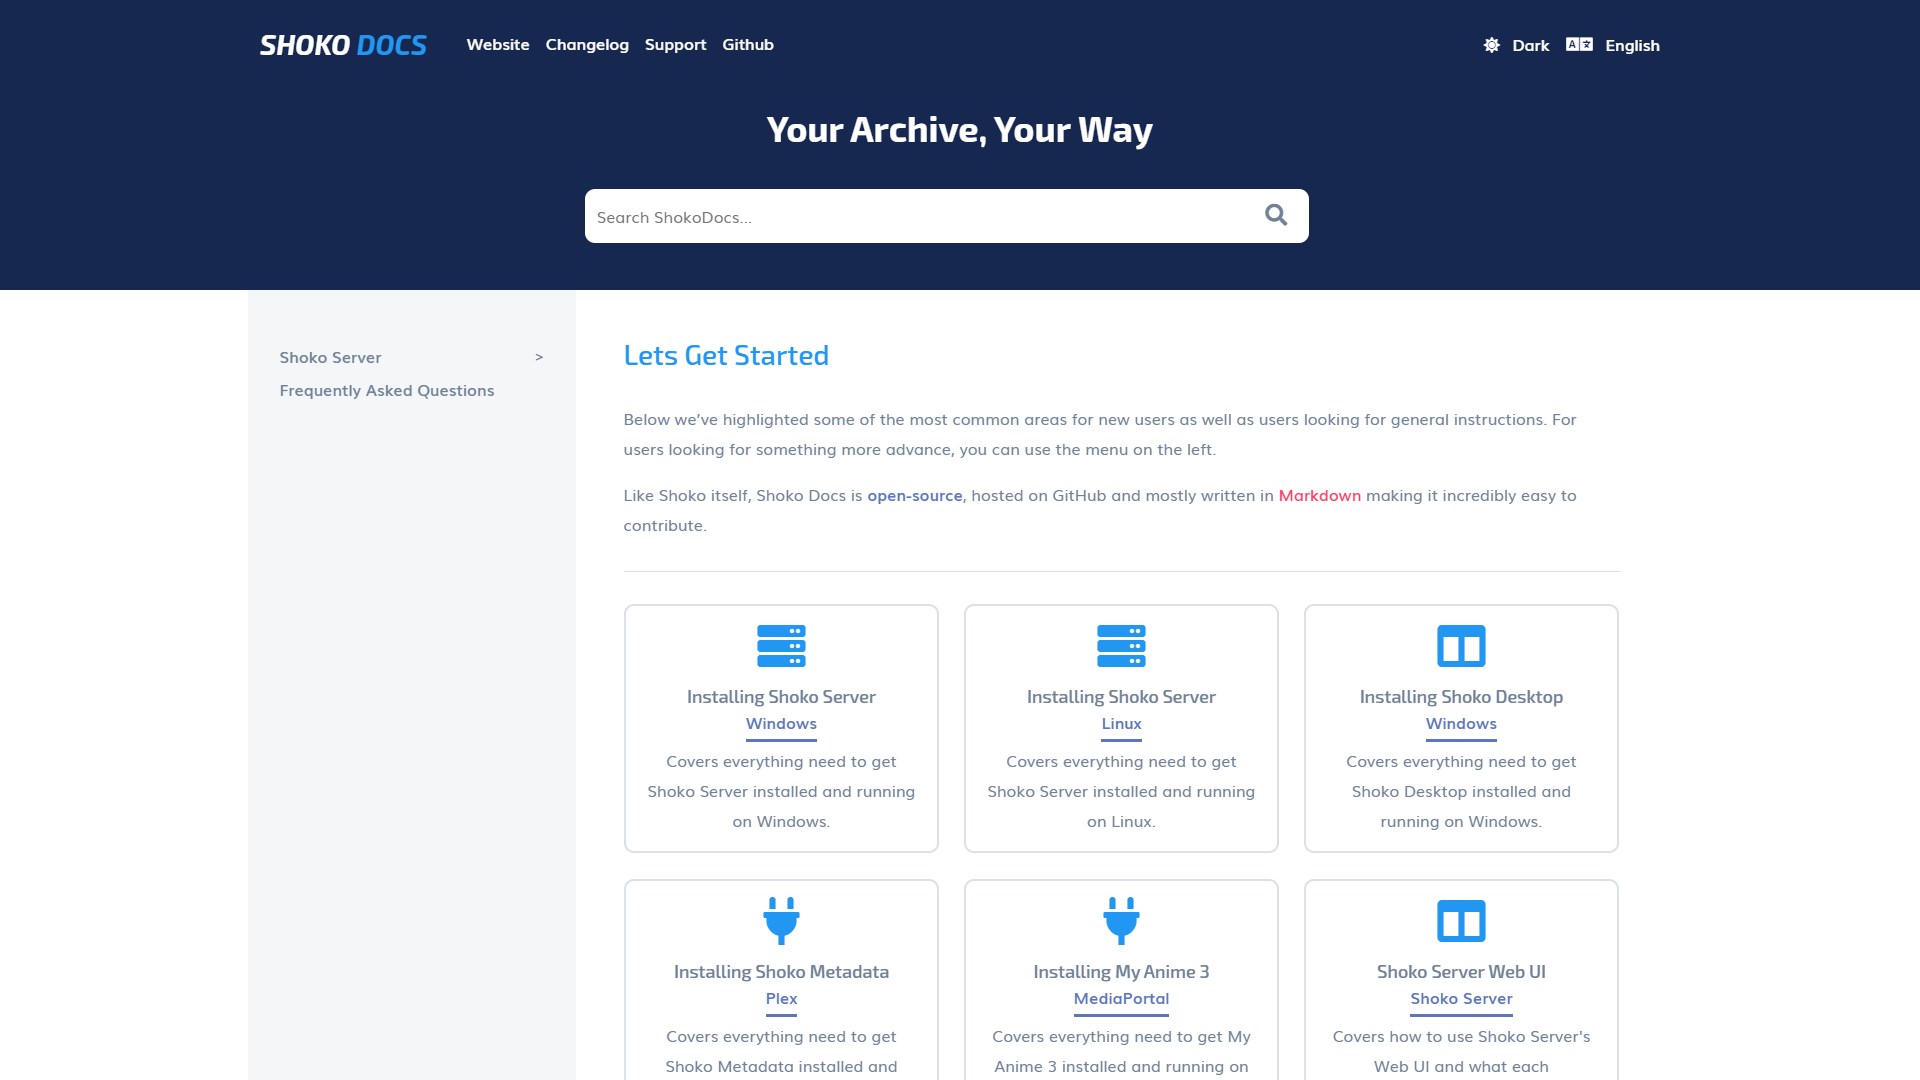 SHOKO DOCS
Website Changelog Support Github
Dark English
Your Archive, Your Way
Search ShokoDocs...
Shoko Server >
Frequently Asked Questions
Lets Get Started
Below we've highlighted some of the most common areas for new users as well as users looking for general instructions. For
users looking for something more advance, you can use the menu on the left.
Like Shoko itself, Shoko Docs is open-source, hosted on GitHub and mostly written in Markdown making it incredibly easy to
contribute.
Installing Shoko Server
Windows
Covers everything need to get
Shoko Server installed and running
on Windows.
Installing Shoko Server
Linux
Covers everything need to get
Shoko Server installed and running
on Linux.
Installing Shoko Desktop
Windows
Covers everything need to get
Shoko Desktop installed and
running on Windows.
Installing Shoko Metadata
Plex
Covers everything need to get
Shoko Metadata installed and
Installing My Anime 3
MediaPortal
Covers everything need to get My
Anime 3 installed and running on
Shoko Server Web UI
Shoko Server
Covers how to use Shoko Server's
Web UI and what each